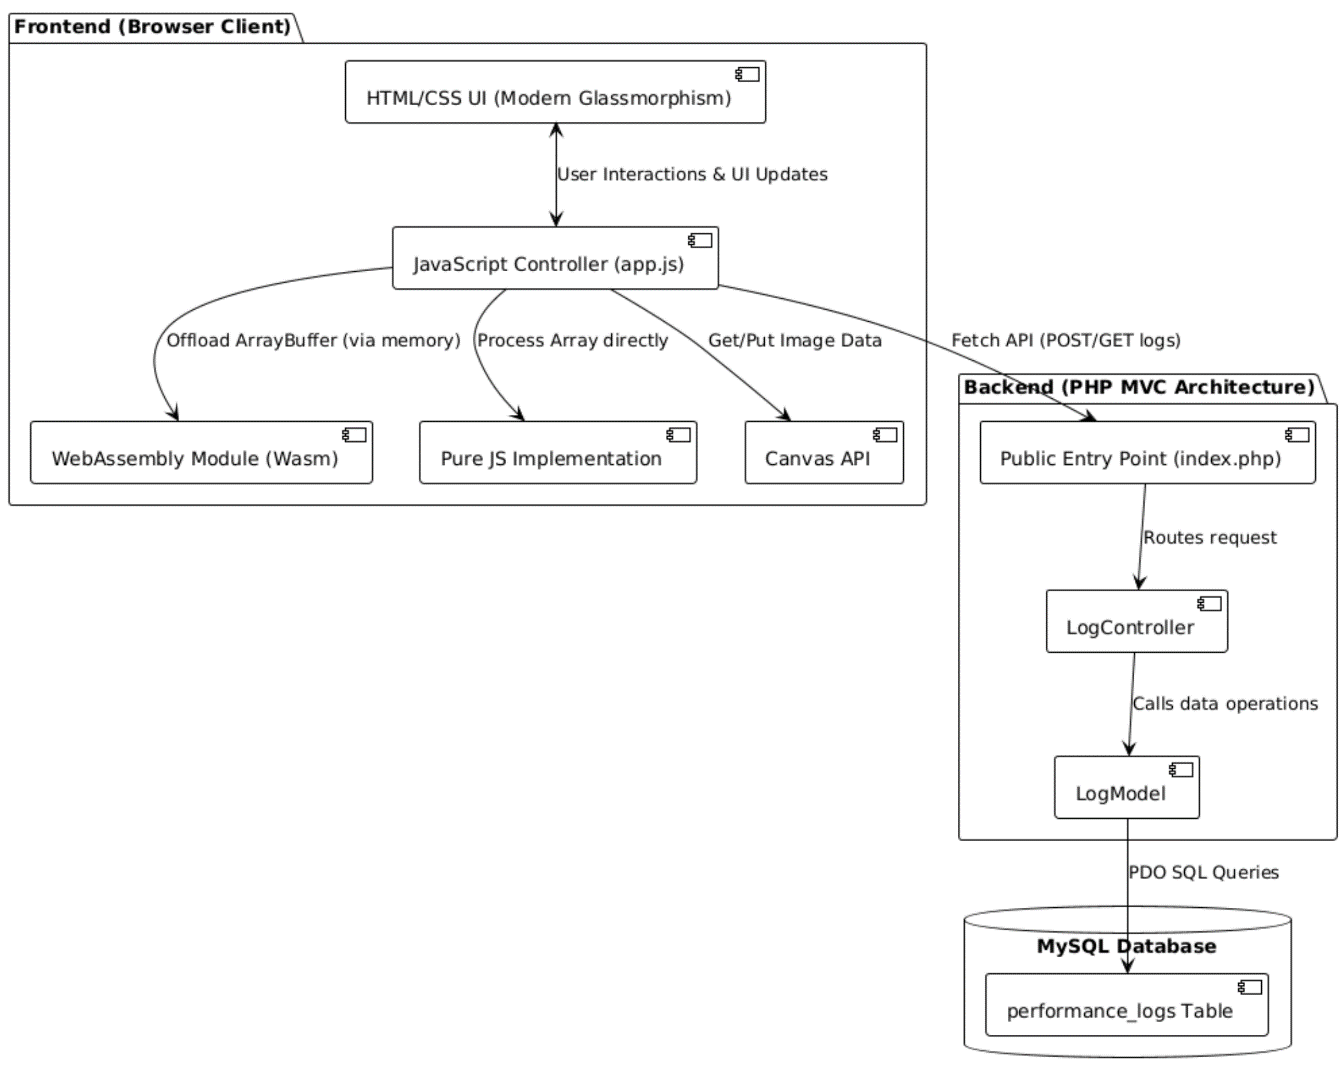 Frontend (Browser Client)
HTML/CSS UI (Modern Glassmorphism)
User Interactions & UI Updates
JavaScript Controller (app.js)
Offload ArrayBuffer (via memory)
Process Array directly
Get/Put Image Data
Fetch API (POST/GET logs)
Backend (PHP MVC Architecture)
WebAssembly Module (Wasm)
Pure JS Implementation
Canvas API
Public Entry Point (index.php)
Routes request
LogController
Calls data operations
LogModel
PDO SQL Queries
MySQL Database
performance_logs Table